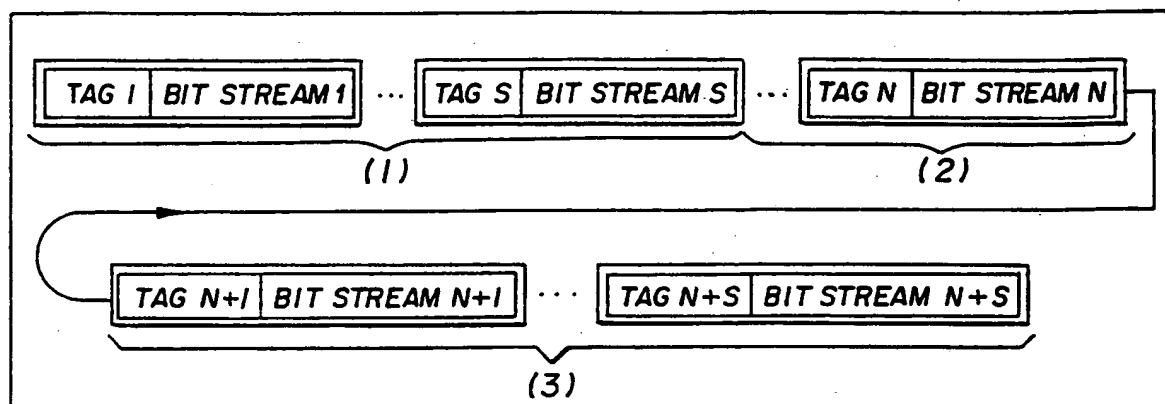 TAG 1 BIT STREAM 1 ... TAG S BIT STREAM S ... TAG N BIT STREAM N
(1) (2)
TAG N+1 BIT STREAM N+1 ... TAG N+S BIT STREAM N+S
(3)